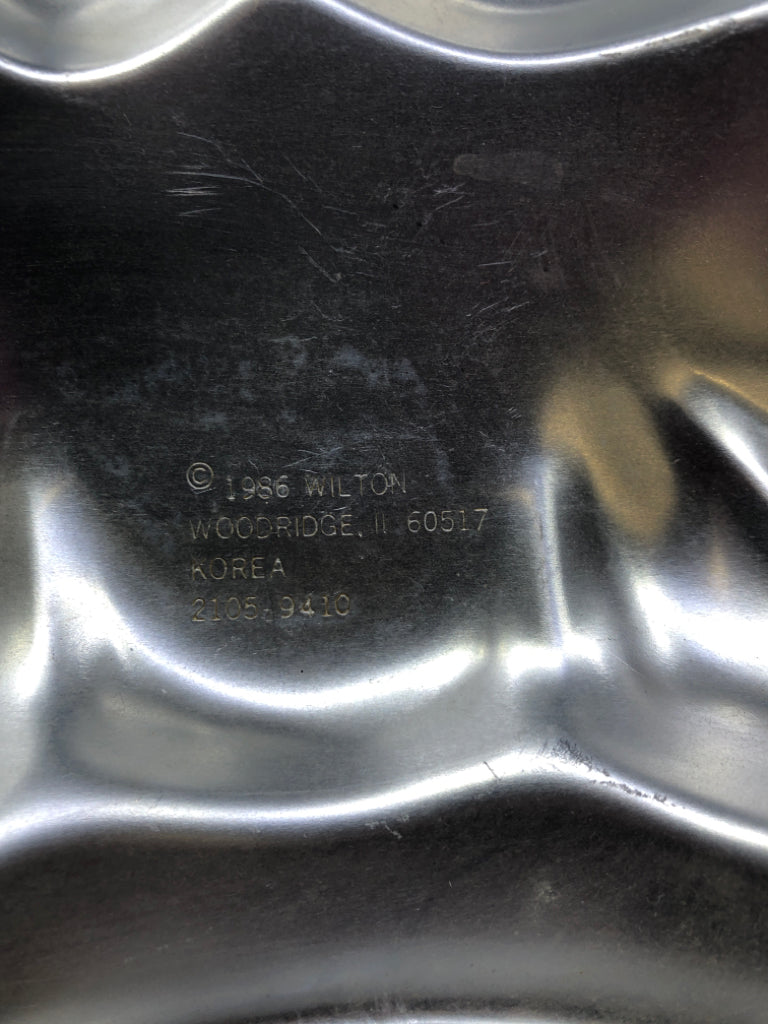 © 1986 WILTON
WOODRIDGE, Il 60517
KOREA
2105-9410